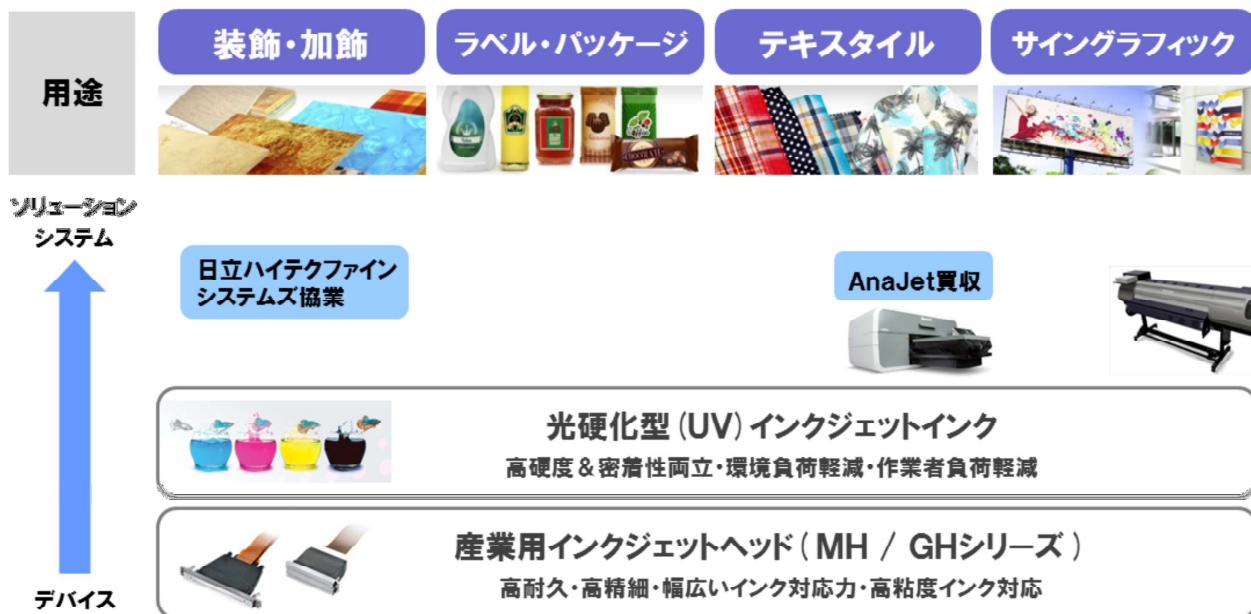 用途
装飾・加飾
ラベル・パッケージ
テキスタイル
サイングラフィック
CHOCOLATE
ソリューション
システム
日立ハイテクファイン
システムズ協業
AnaJet買収
光硬化型(UV)インクジェットインク
高硬度&密着性両立・環境負荷軽減・作業者負荷軽減
産業用インクジェットヘッド(MH / GHシリーズ)
高耐久・高精細・幅広いインク対応力・高粘度インク対応
デバイス